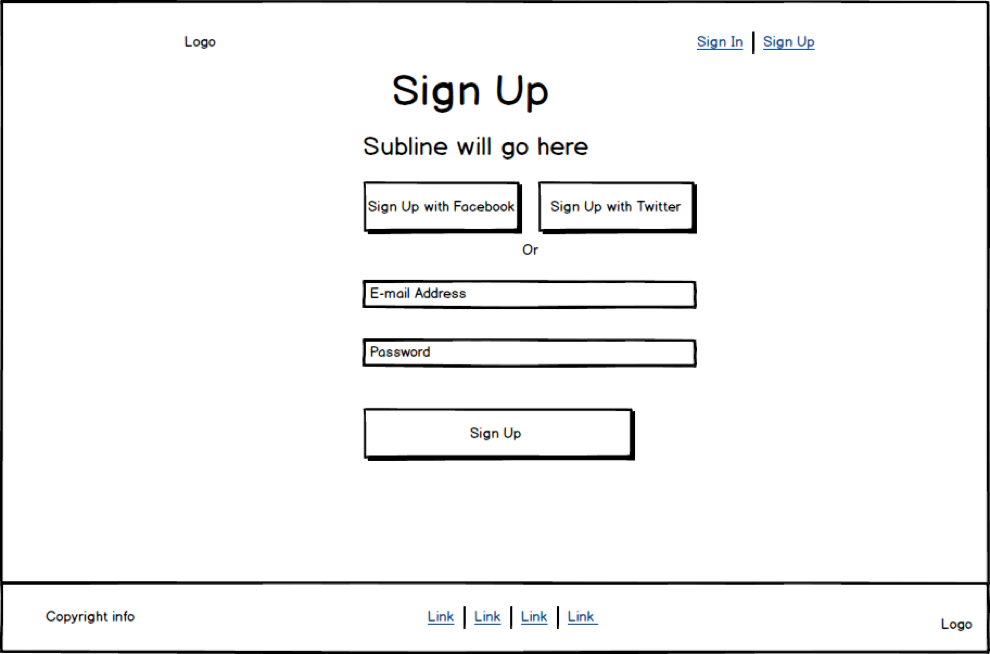 Logo
Sign In | Sign Up
Sign Up
Subline will go here
Sign Up with Facebook
Sign Up with Twitter
Or
E-mail Address
Password
Sign Up
Copyright info
Link | Link | Link | Link
Logo